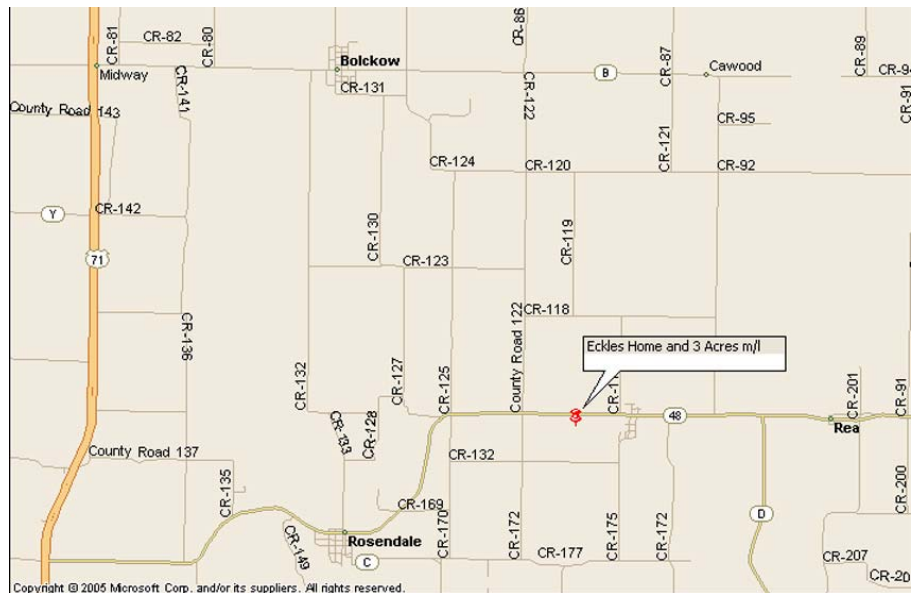 CR-81
CR-82
CR-80
CR-86
CR-87
CR-89
Bolckow
Midway
B
Cawood
CR-94
CR-141
CR-131
CR-91
County Road 143
CR-122
CR-95
CR-121
CR-124
CR-120
CR-92
Y
CR-142
CR-130
CR-119
71
CR-123
CR-118
County Road 122
CR-136
Eckles Home and 3 Acres m/l
CR-132
CR-127
CR-125
CR-201
CR-91
48
Rea
CR-128
CR-133
County Road 137
CR-132
CR-135
CR-200
CR-169
D
CR-170
CR-172
CR-175
CR-172
CR-149
Rosendale
C
CR-177
CR-207
Copyright © 2005 Microsoft Corp. and/or its suppliers. All rights reserved.